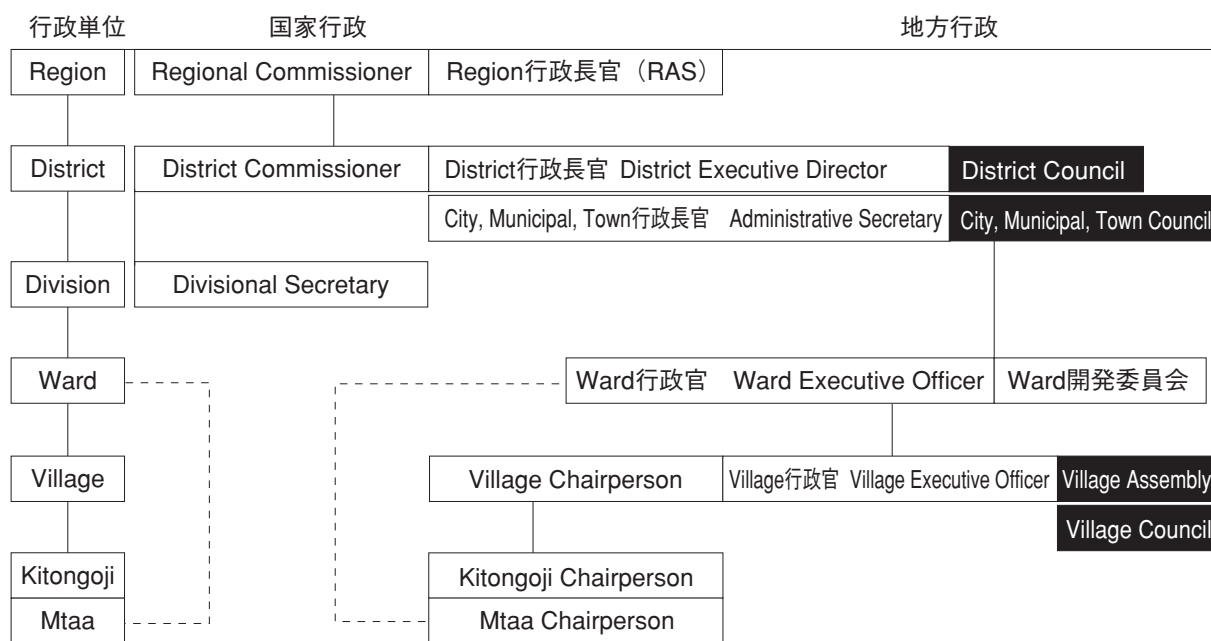 行政単位 国家行政 地方行政
Region Regional Commissioner Region行政長官（RAS）
District District Commissioner District行政長官 District Executive Director District Council
City, Municipal, Town行政長官 Administrative Secretary City, Municipal, Town Council
Division Divisional Secretary
Ward Ward行政官 Ward Executive Officer Ward開発委員会
Village Village Chairperson Village行政官 Village Executive Officer Village Assembly
Village Council
Kitongoji Kitongoji Chairperson
Mtaa Mtaa Chairperson